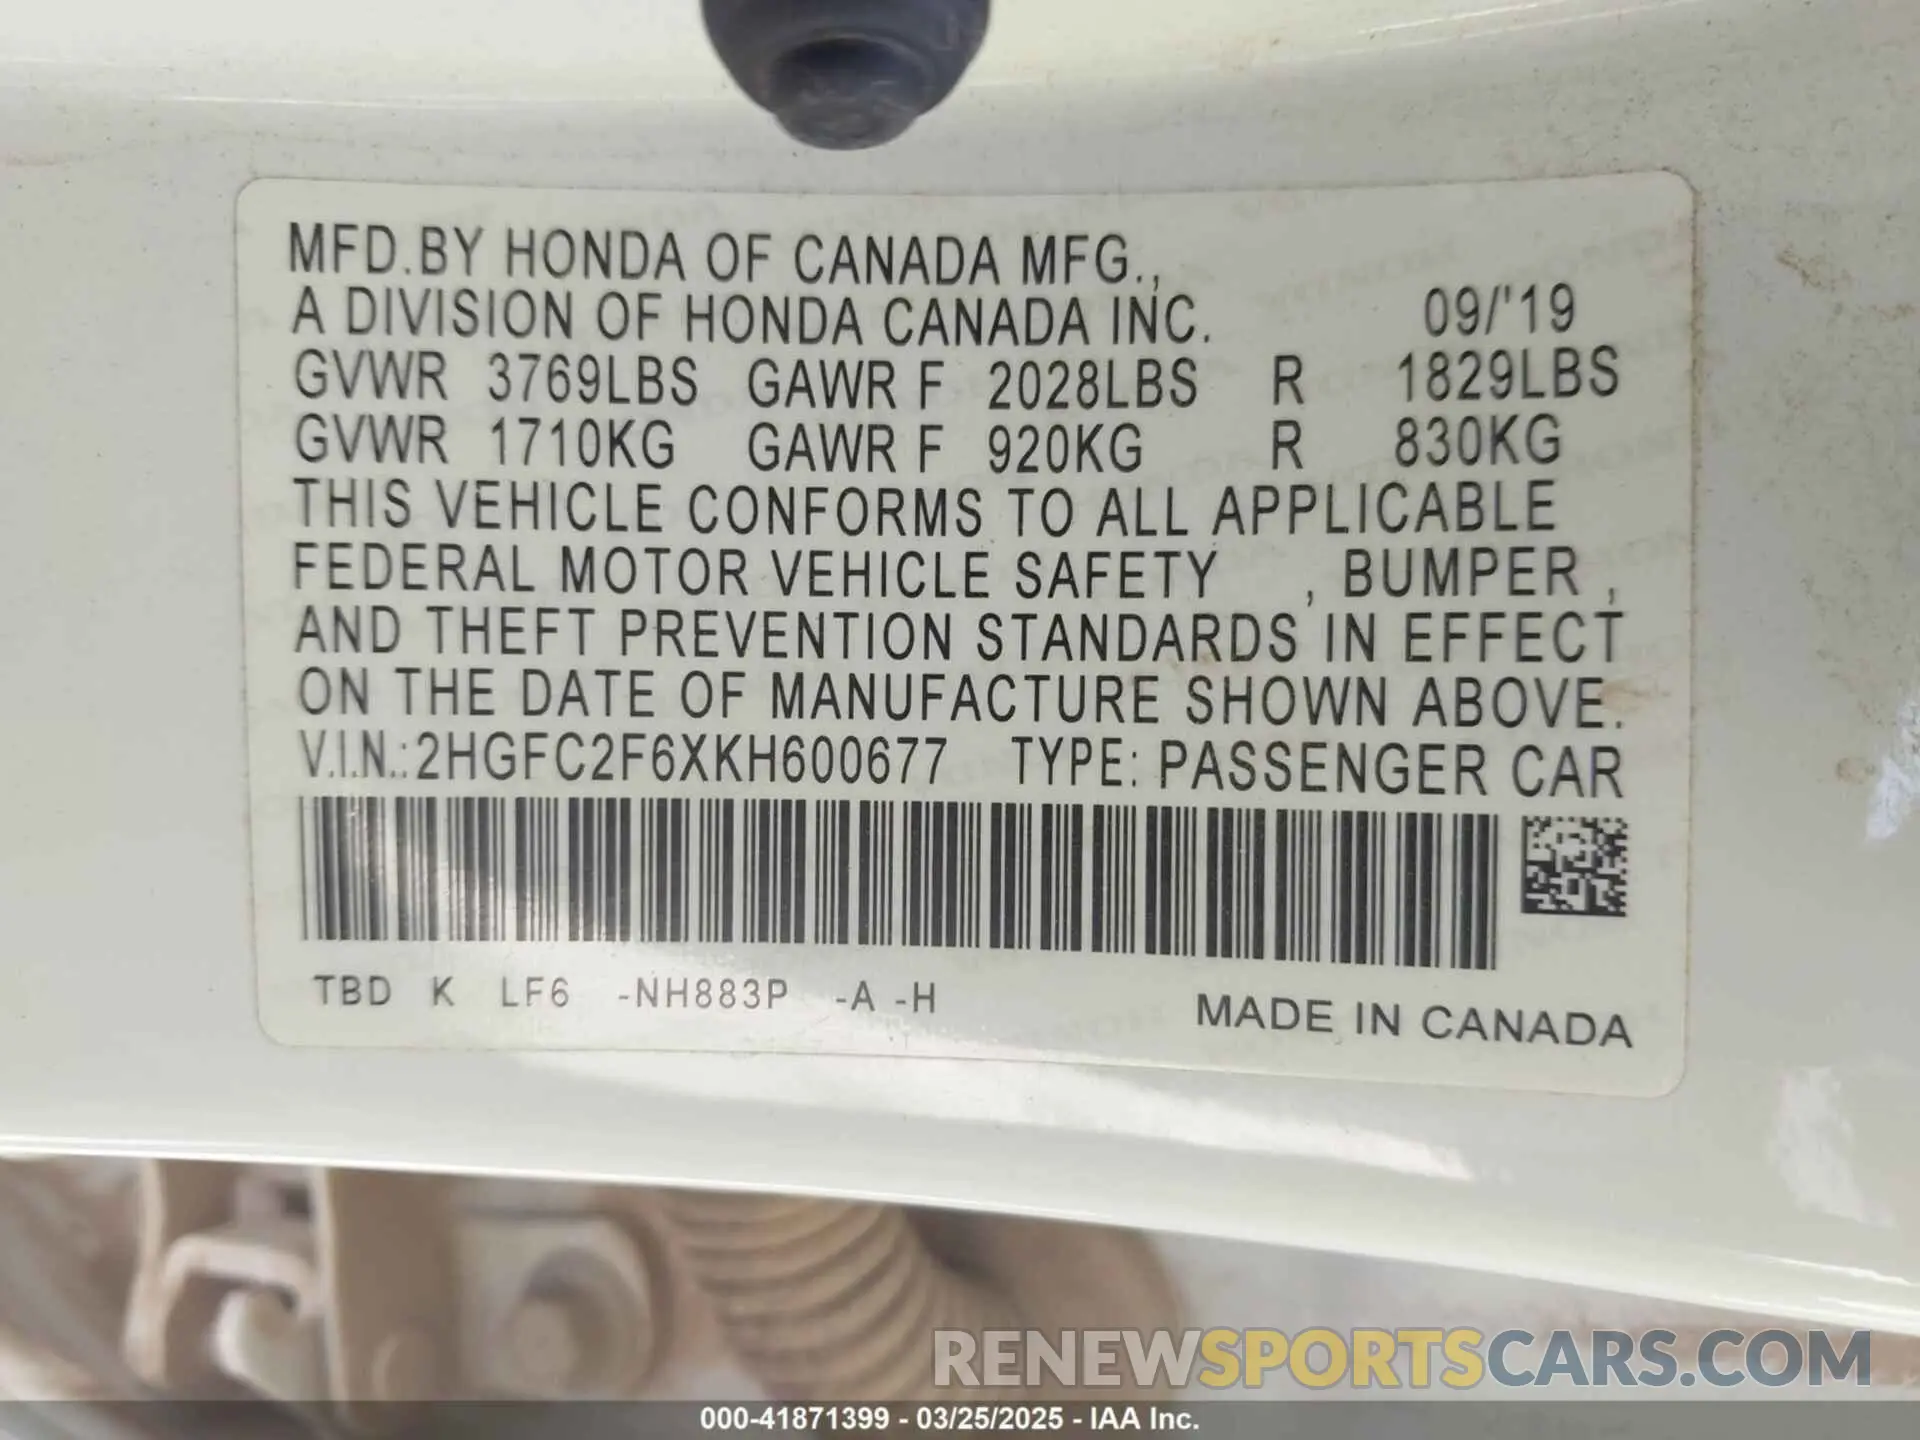 MFD.BY HONDA OF CANADA MFG.,
A DIVISION OF HONDA CANADA INC. 09/'19
GVWR 3769LBS GAWR F 2028LBS R 1829LBS
GVWR 1710KG GAWR F 920KG R 830KG
THIS VEHICLE CONFORMS TO ALL APPLICABLE
FEDERAL MOTOR VEHICLE SAFETY , BUMPER ,
AND THEFT PREVENTION STANDARDS IN EFFECT
ON THE DATE OF MANUFACTURE SHOWN ABOVE.
V.I.N.:2HGFC2F6XKH600677 TYPE: PASSENGER CAR
TBD K LF6 -NH883P -A -H
MADE IN CANADA
RENEWSPORTSCARS.COM
000-41871399 - 03/25/2025 - IAA Inc.